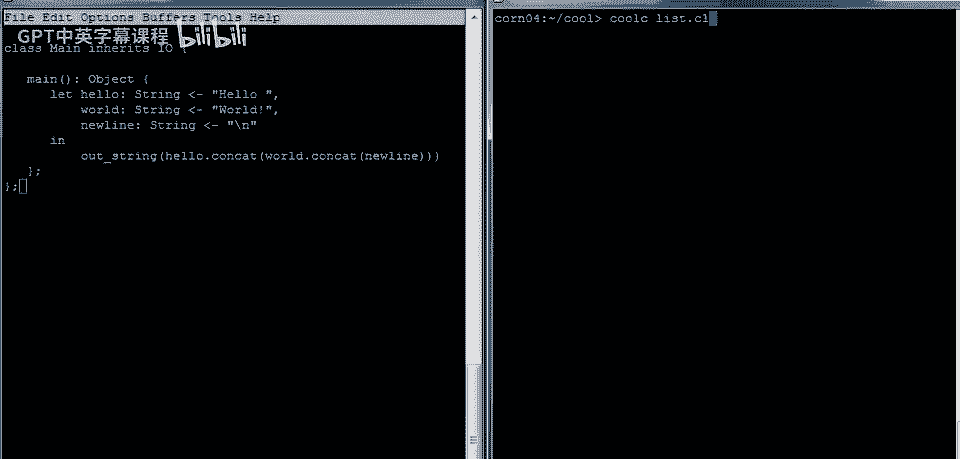 File Edit Options Buffers Tools Help
GPT中英字幕课程 bilibili
class Main inherits IO {
main(): Object {
let hello: String <- "Hello ",
world: String <- "World!",
newline: String <- "\n"
in
out_string(hello.concat(world.concat(newline)))
};
};
corn04:~/cool> coolc list.cl